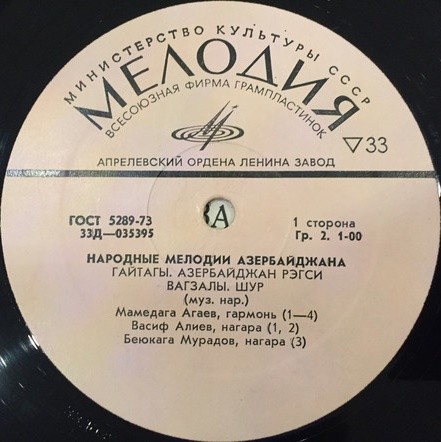 МИНИСТЕРСТВО КУЛЬТУРЫ СССР
МЕЛОДИЯ
ВСЕСОЮЗНАЯ ФИРМА ГРАМПЛАСТИНОК
33
АПРЕЛЕВСКИЙ ОРДЕНА ЛЕНИНА ЗАВОД
ГОСТ 5289-73
33Д—035395
А
1 сторона
Гр. 2. 1-00
НАРОДНЫЕ МЕЛОДИИ АЗЕРБАЙДЖАНА
ГАЙТАГЫ. АЗЕРБАЙДЖАН РЭГСИ
ВАГЗАЛЫ. ШУР
(муз. нар.)
Мамедага Агаев, гармонь (1—4)
Васиф Алиев, нагара (1, 2)
Беюкага Мурадов, нагара (3)